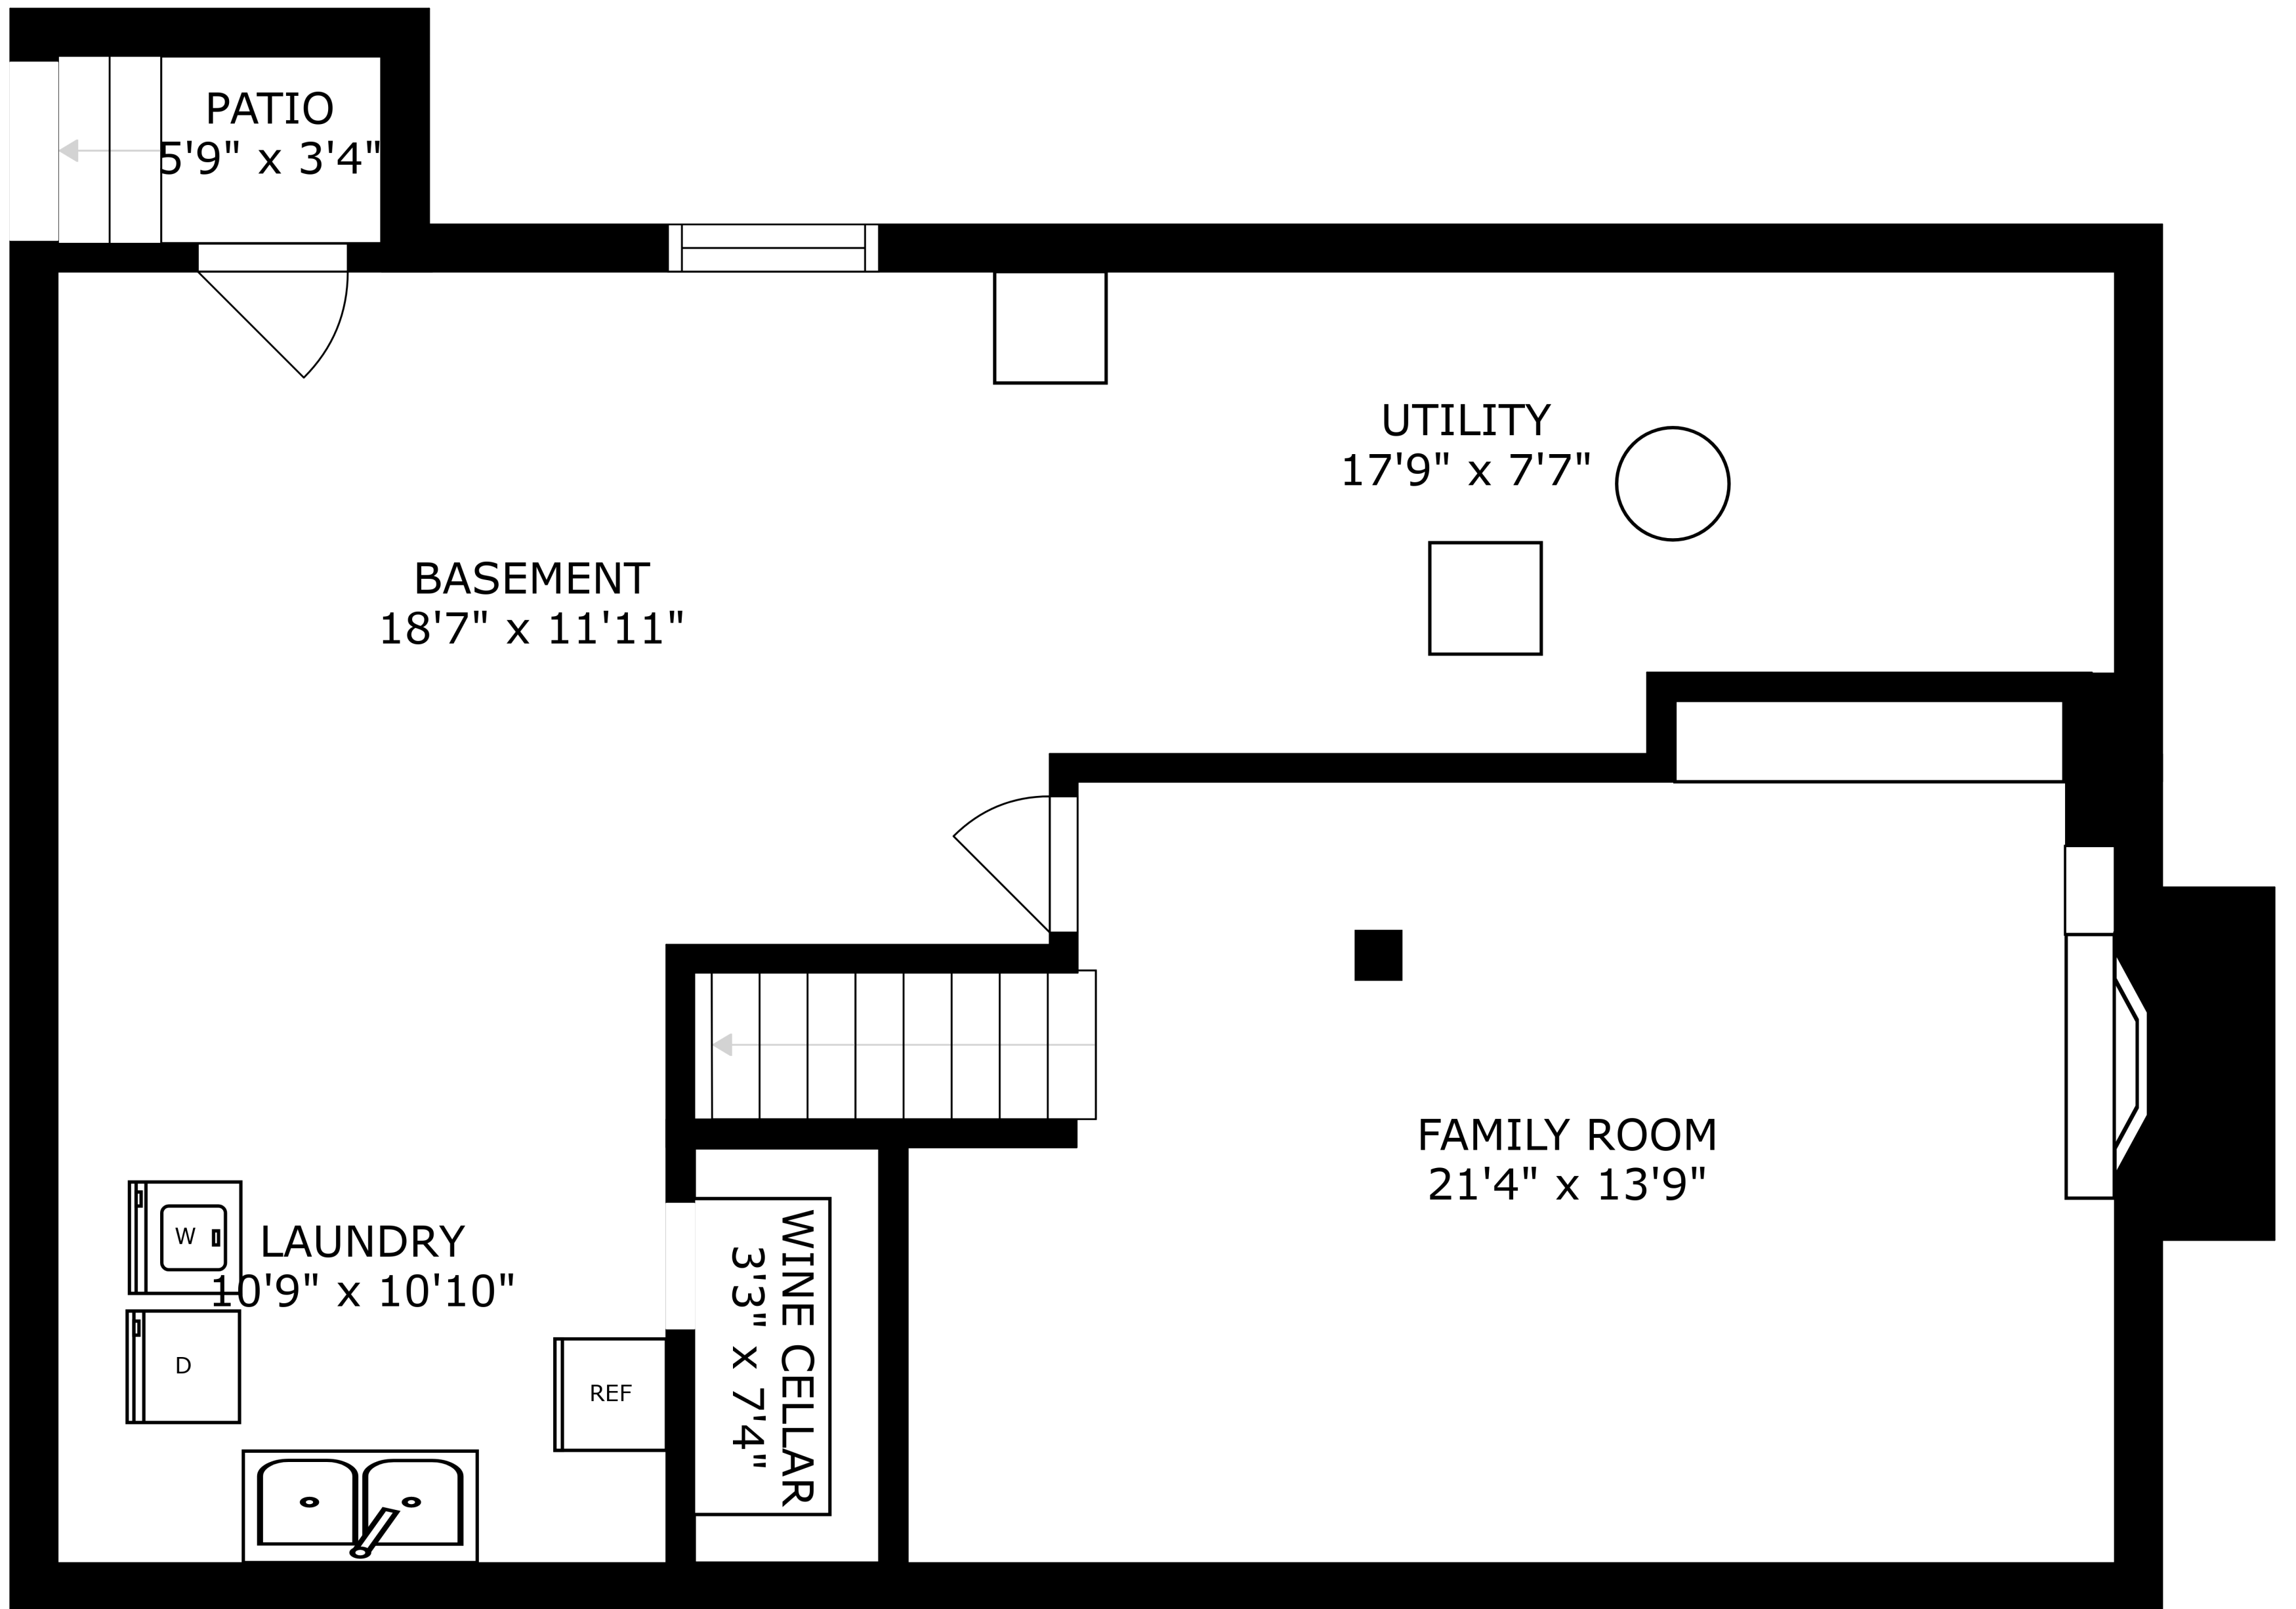 PATIO
5'9" x 3'4"
UTILITY
17'9" x 7'7"
BASEMENT
18'7" x 11'11"
FAMILY ROOM
21'4" x 13'9"
W
LAUNDRY
10'9" x 10'10"
D
REF
WINE CELLAR
3'3" x 7'4"